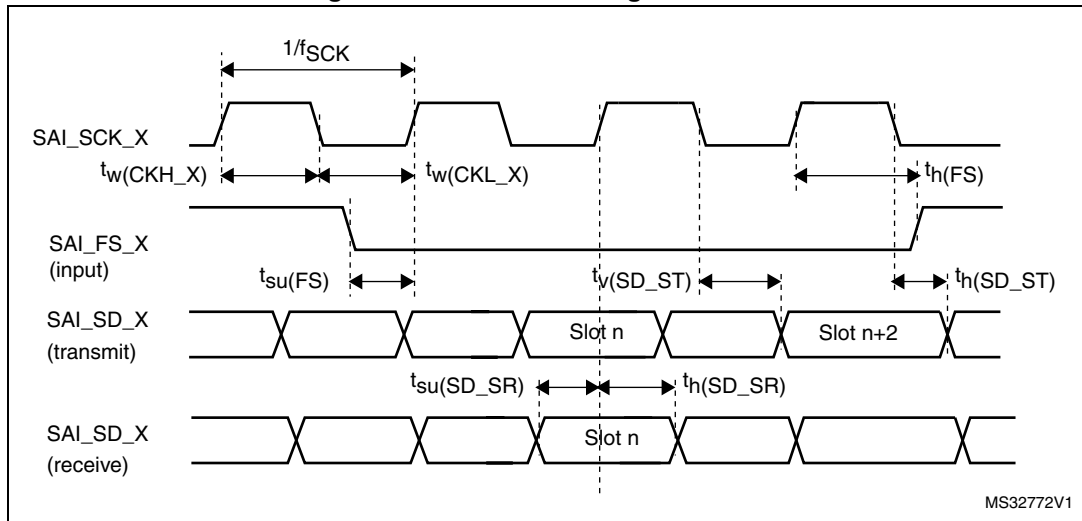 1/fSCK
SAI_SCK_X
tw(CKH_X)
tw(CKL_X)
th(FS)
SAI_FS_X
(input)
tsu(FS)
tv(SD_ST)
th(SD_ST)
SAI_SD_X
(transmit)
Slot n
Slot n+2
tsu(SD_SR)
th(SD_SR)
SAI_SD_X
(receive)
Slot n
MS32772V1